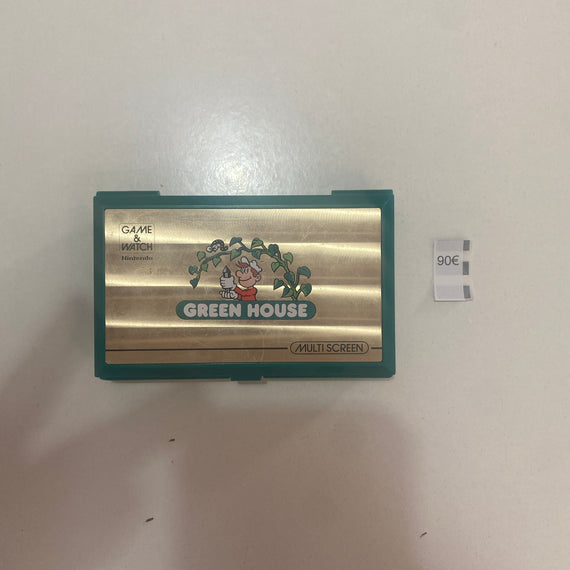 GAME
&
WATCH
Nintendo
GREEN HOUSE
MULTI SCREEN
90€